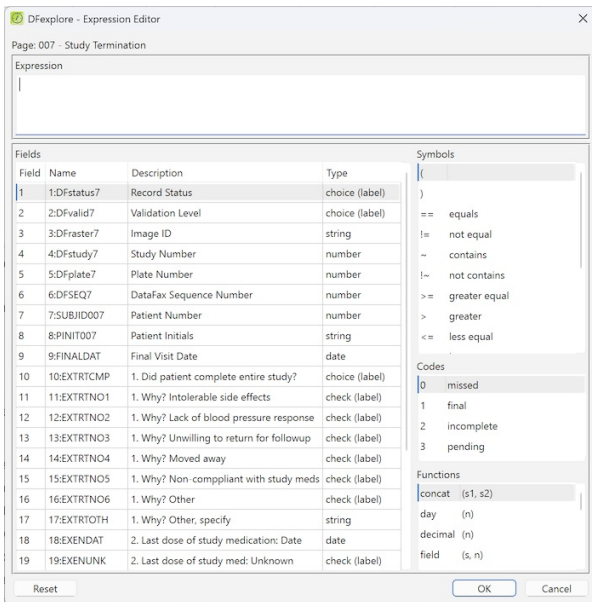 DFexplore - Expression Editor
Page: 007 - Study Termination
Expression
Fields
Field Name Description Type
1 1:DFstatus7 Record Status choice (label)
2 2:DFvalid7 Validation Level choice (label)
3 3:DFraster7 Image ID string
4 4:DFstudy7 Study Number number
5 5:DFplate7 Plate Number number
6 6:DFSEQ7 DataFax Sequence Number number
7 7:SUBJID007 Patient Number number
8 8:PINIT007 Patient Initials string
9 9:FINALDAT Final Visit Date date
10 10:EXTRTCMP 1. Did patient complete entire study? choice (label)
11 11:EXTRTNO1 1. Why? Intolerable side effects check (label)
12 12:EXTRTNO2 1. Why? Lack of blood pressure response check (label)
13 13:EXTRTNO3 1. Why? Unwilling to return for followup check (label)
14 14:EXTRTNO4 1. Why? Moved away check (label)
15 15:EXTRTNO5 1. Why? Non-comppliant with study meds check (label)
16 16:EXTRTNO6 1. Why? Other check (label)
17 17:EXTRTOTH 1. Why? Other, specify string
18 18:EXENDAT 2. Last dose of study medication: Date date
19 19:EXENUNK 2. Last dose of study med: Unknown check (label)
Symbols
(
)
== equals
!= not equal
~ contains
!~ not contains
>= greater equal
> greater
<= less equal
Codes
0 missed
1 final
2 incomplete
3 pending
Functions
concat (s1, s2)
day (n)
decimal (n)
field (s, n)
Reset OK Cancel